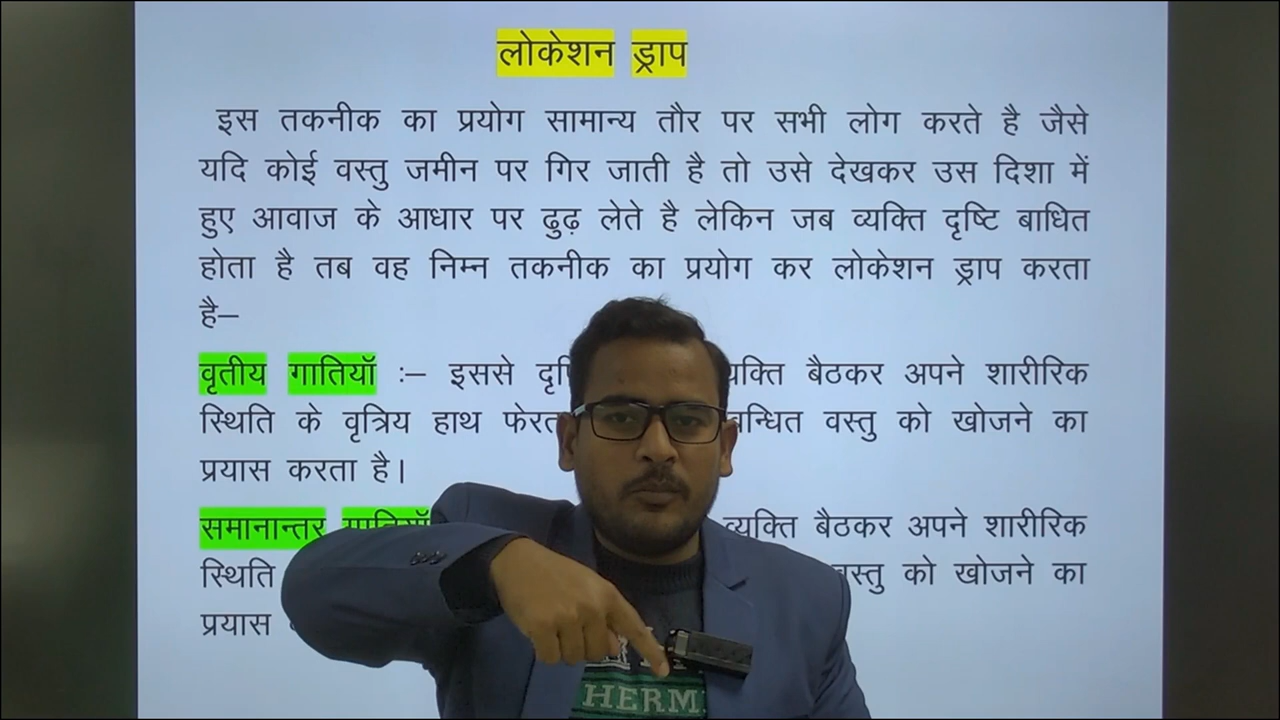 लोकेशन ड्राप
इस तकनीक का प्रयोग सामान्य तौर पर सभी लोग करते है जैसे
यदि कोई वस्तु जमीन पर गिर जाती है तो उसे देखकर उस दिशा में
हुए आवाज के आधार पर ढुढ़ लेते है लेकिन जब व्यक्ति दृष्टि बाधित
होता है तब वह निम्न तकनीक का प्रयोग कर लोकेशन ड्राप करता
है–
वृतीय गातियॉ :– इससे व्यक्ति बैठकर अपने शारीरिक
स्थिति के वृत्रिय हाथ वस्तु को खोजने का
प्रयास करता है।
समानान्तर गातियॉ व्यक्ति बैठकर अपने शारीरिक
स्थिति वस्तु को खोजने का
प्रयास
HERM